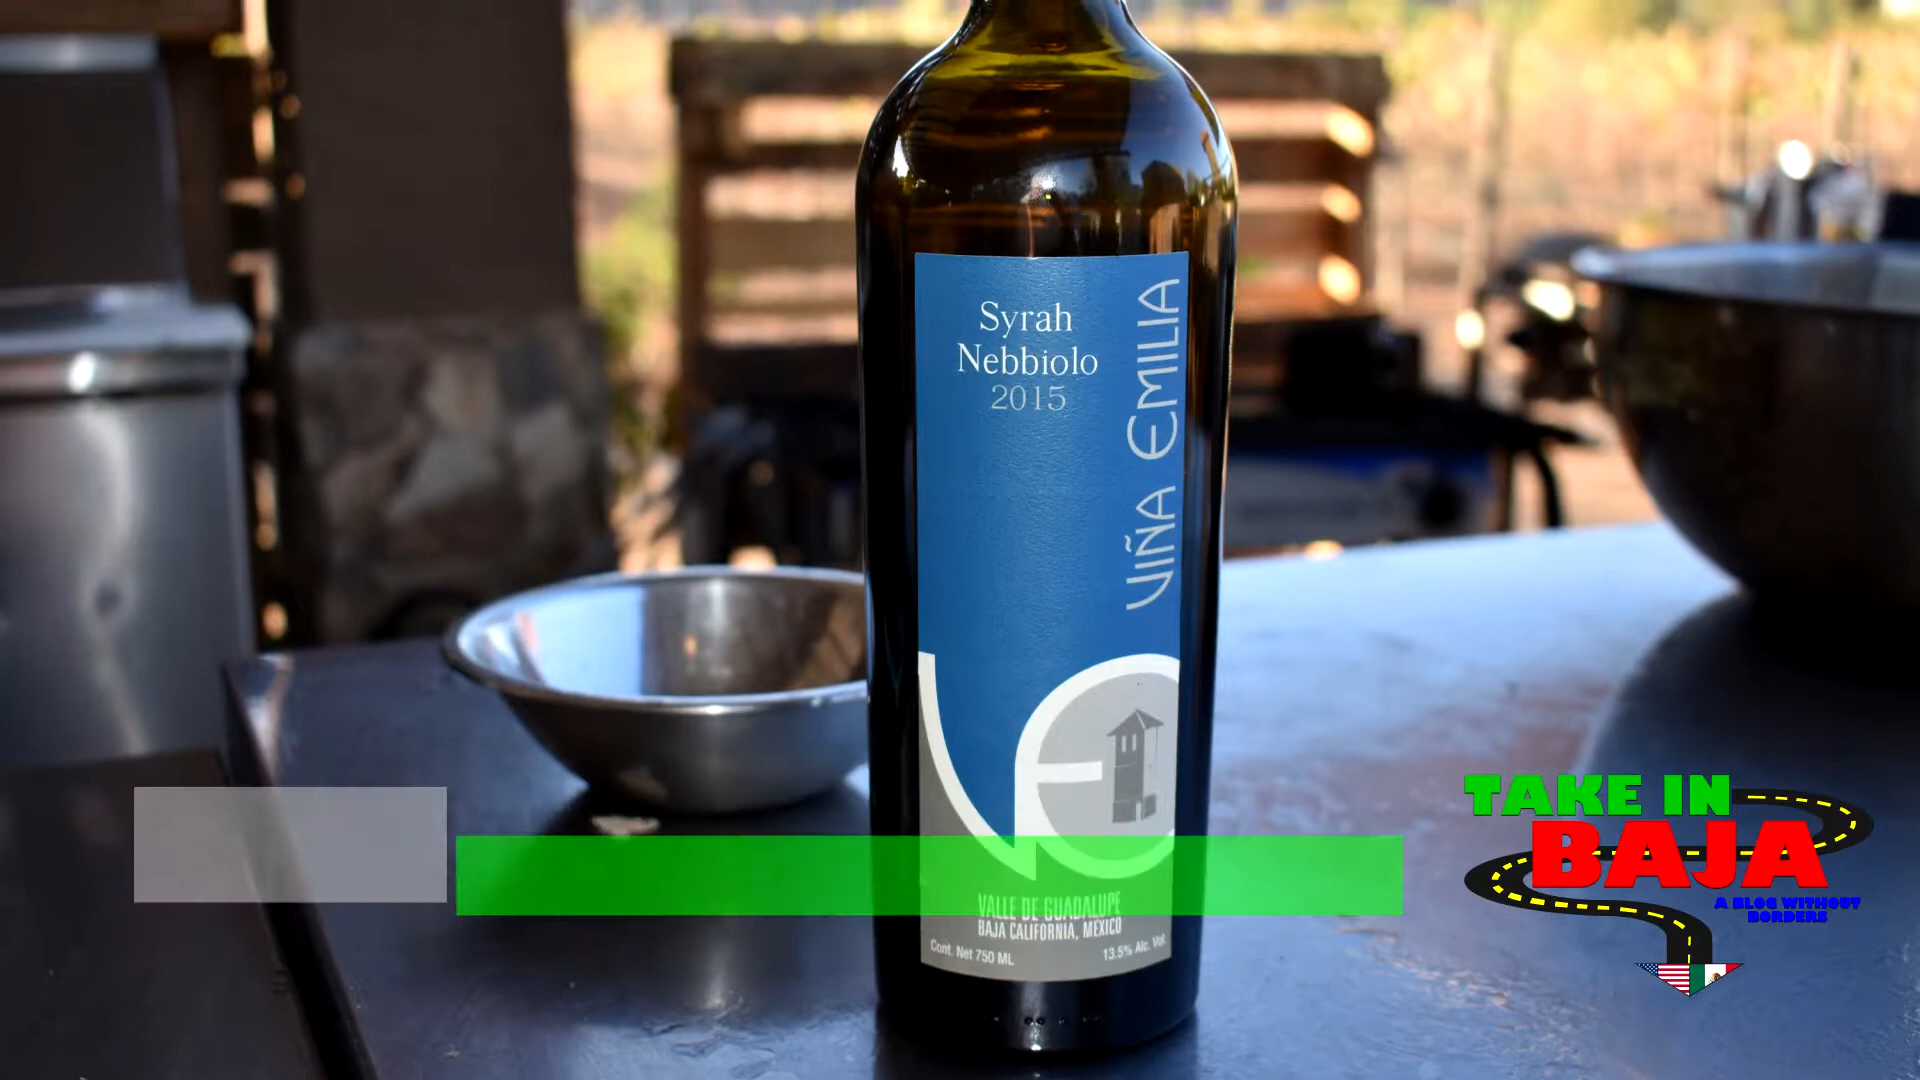 Syrah
Nebbiolo
2015
VIÑA EMILIA
VE
VALLE DE GUADALUPE
BAJA CALIFORNIA, MEXICO
Cont. Net 750 ML
13.5% Alc. Vol.
TAKE IN
BAJA
A BLOG WITHOUT
BORDERS